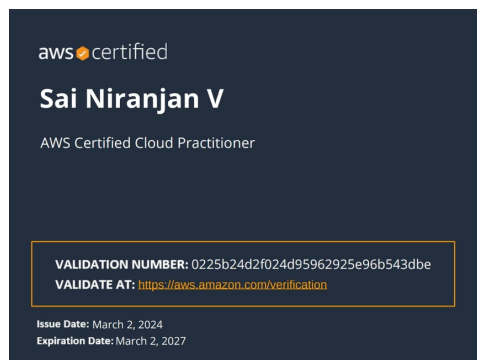 aws certified
Sai Niranjan V
AWS Certified Cloud Practitioner
VALIDATION NUMBER: 0225b24d2f024d95962925e96b543dbe
VALIDATE AT: https://aws.amazon.com/verification
Issue Date: March 2, 2024
Expiration Date: March 2, 2027